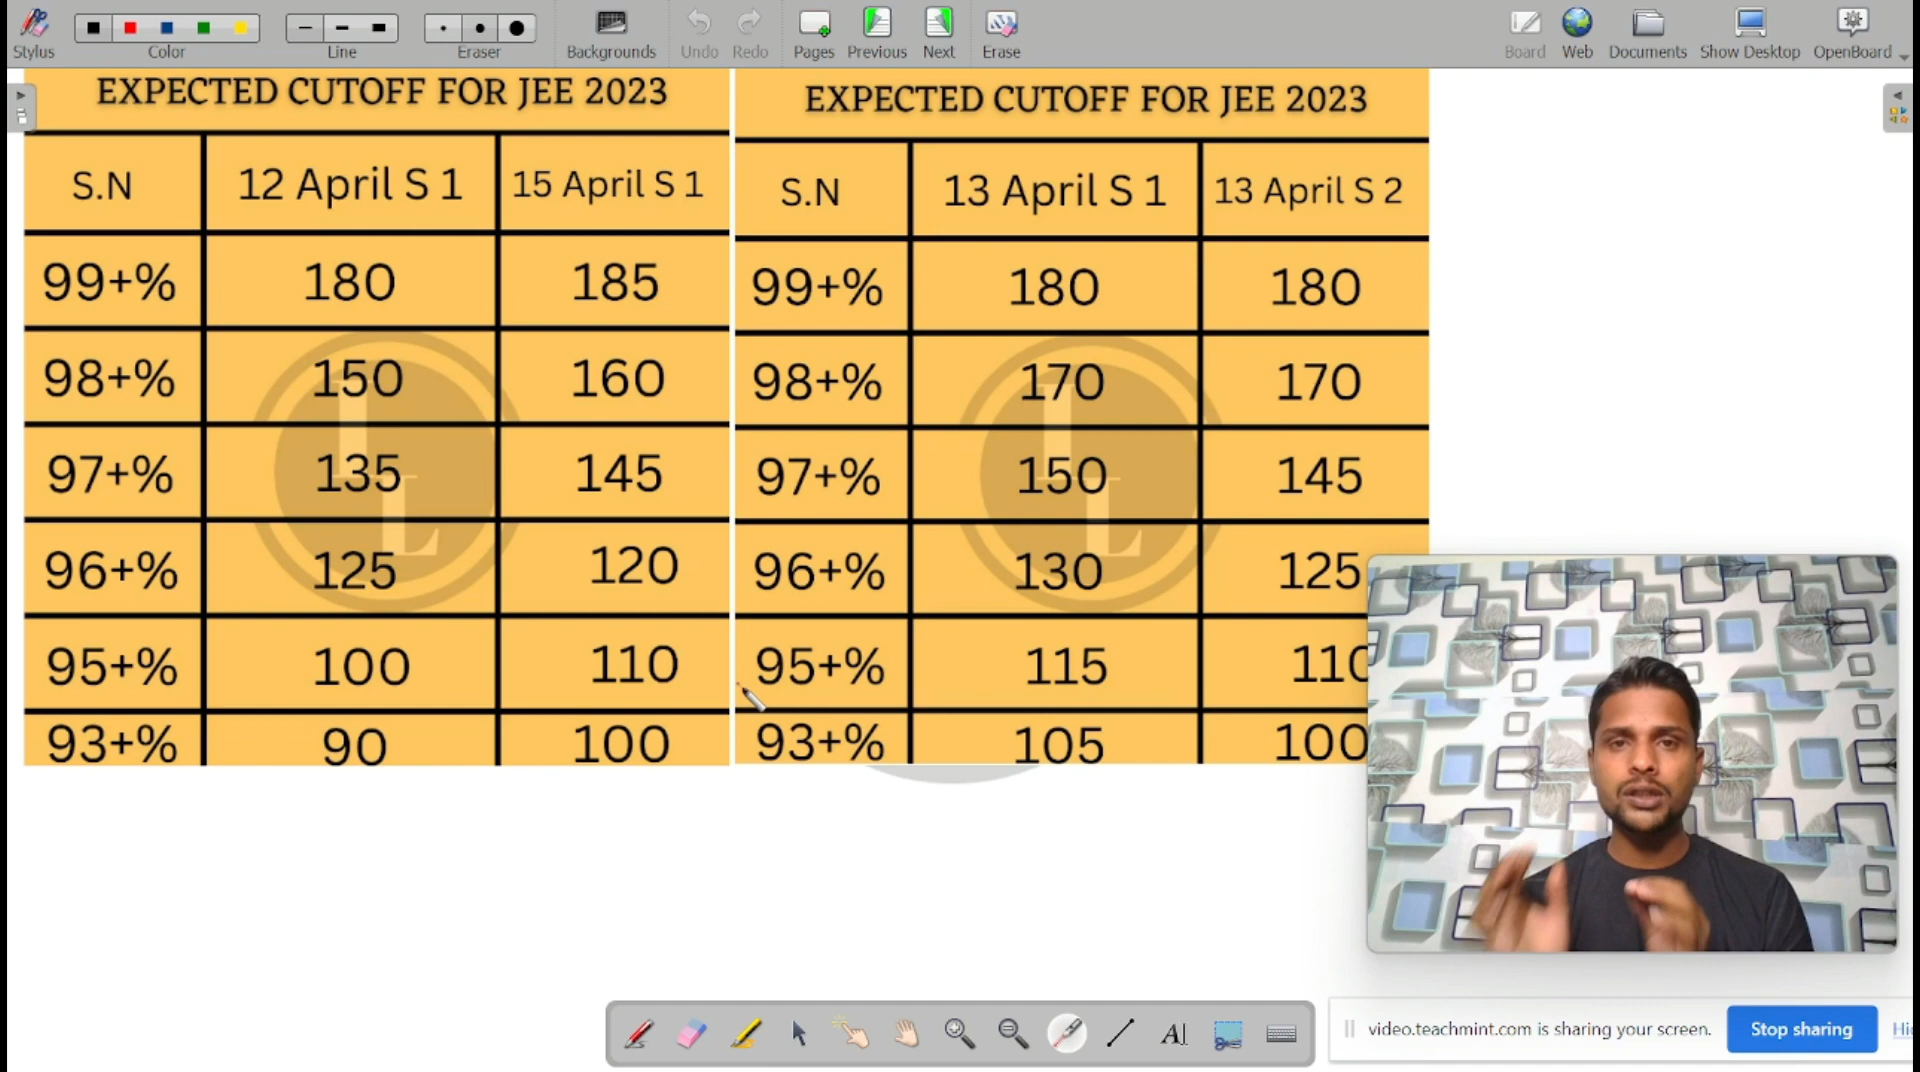 Stylus Color Line Eraser Backgrounds Undo Redo Pages Previous Next Erase Board Web Documents Show Desktop OpenBoard
EXPECTED CUTOFF FOR JEE 2023
S.N 12 April S 1 15 April S 1
99+% 180 185
98+% 150 160
97+% 135 145
96+% 125 120
95+% 100 110
93+% 90 100
EXPECTED CUTOFF FOR JEE 2023
S.N 13 April S 1 13 April S 2
99+% 180 180
98+% 170 170
97+% 150 145
96+% 130 125
95+% 115 110
93+% 105 100
L L
L L
video.teachmint.com is sharing your screen. Stop sharing